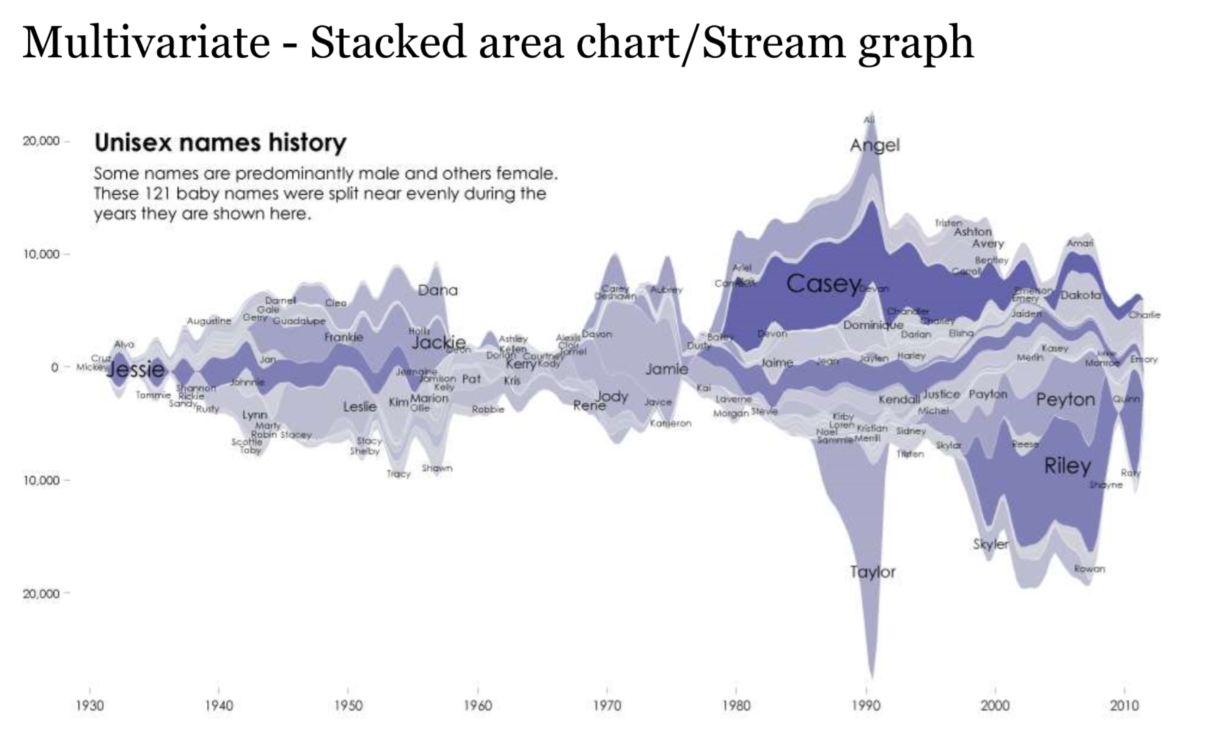 Multivariate - Stacked area chart/Stream graph
Unisex names history
Some names are predominantly male and others female.
These 121 baby names were split near evenly during the
years they are shown here.
20,000
10,000
0
10,000
20,000
Ali
Angel
Tristen
Ashton
Avery
Amari
Bentley
Carroll
Ariel
Casey
Devan
Emerson
Emery
Dakota
Jaiden
Charlie
Chandler
Charley
Dominique
Darian
Elisha
Devon
Bailey
Dusty
Dana
Darnell
Gale
Cleo
Gerry
Guadalupe
Augustine
Frankie
Hollis
Jackie
Alva
Cruz
Mickey
Jessie
Jan
Johnnie
Tommie
Shannon
Rickie
Sandy
Rusty
Lynn
Marty
Robin
Stacey
Scottie
Toby
Leslie
Stacy
Shelby
Kim
Marion
Ollie
Jermaine
Jamison
Kelly
Pat
Tracy
Shawn
Ashley
Kelen
Dorian
Courtney
Kerry
Kody
Kris
Robbie
Alexis
Davon
Carey
Deshawn
Aubrey
Jamie
Jody
Rene
Jayce
Kameron
Kai
Laverne
Morgan
Stevie
Jaime
Jean
Jaylen
Harley
Kendall
Justice
Michel
Payton
Merlin
Kasey
Monroe
Emory
Peyton
Quinn
Kirby
Loren
Kristian
Noel
Sammie
Merrill
Sidney
Tristen
Skylar
Reese
Riley
Rory
Shayne
Skyler
Rowan
Taylor
1930
1940
1950
1960
1970
1980
1990
2000
2010